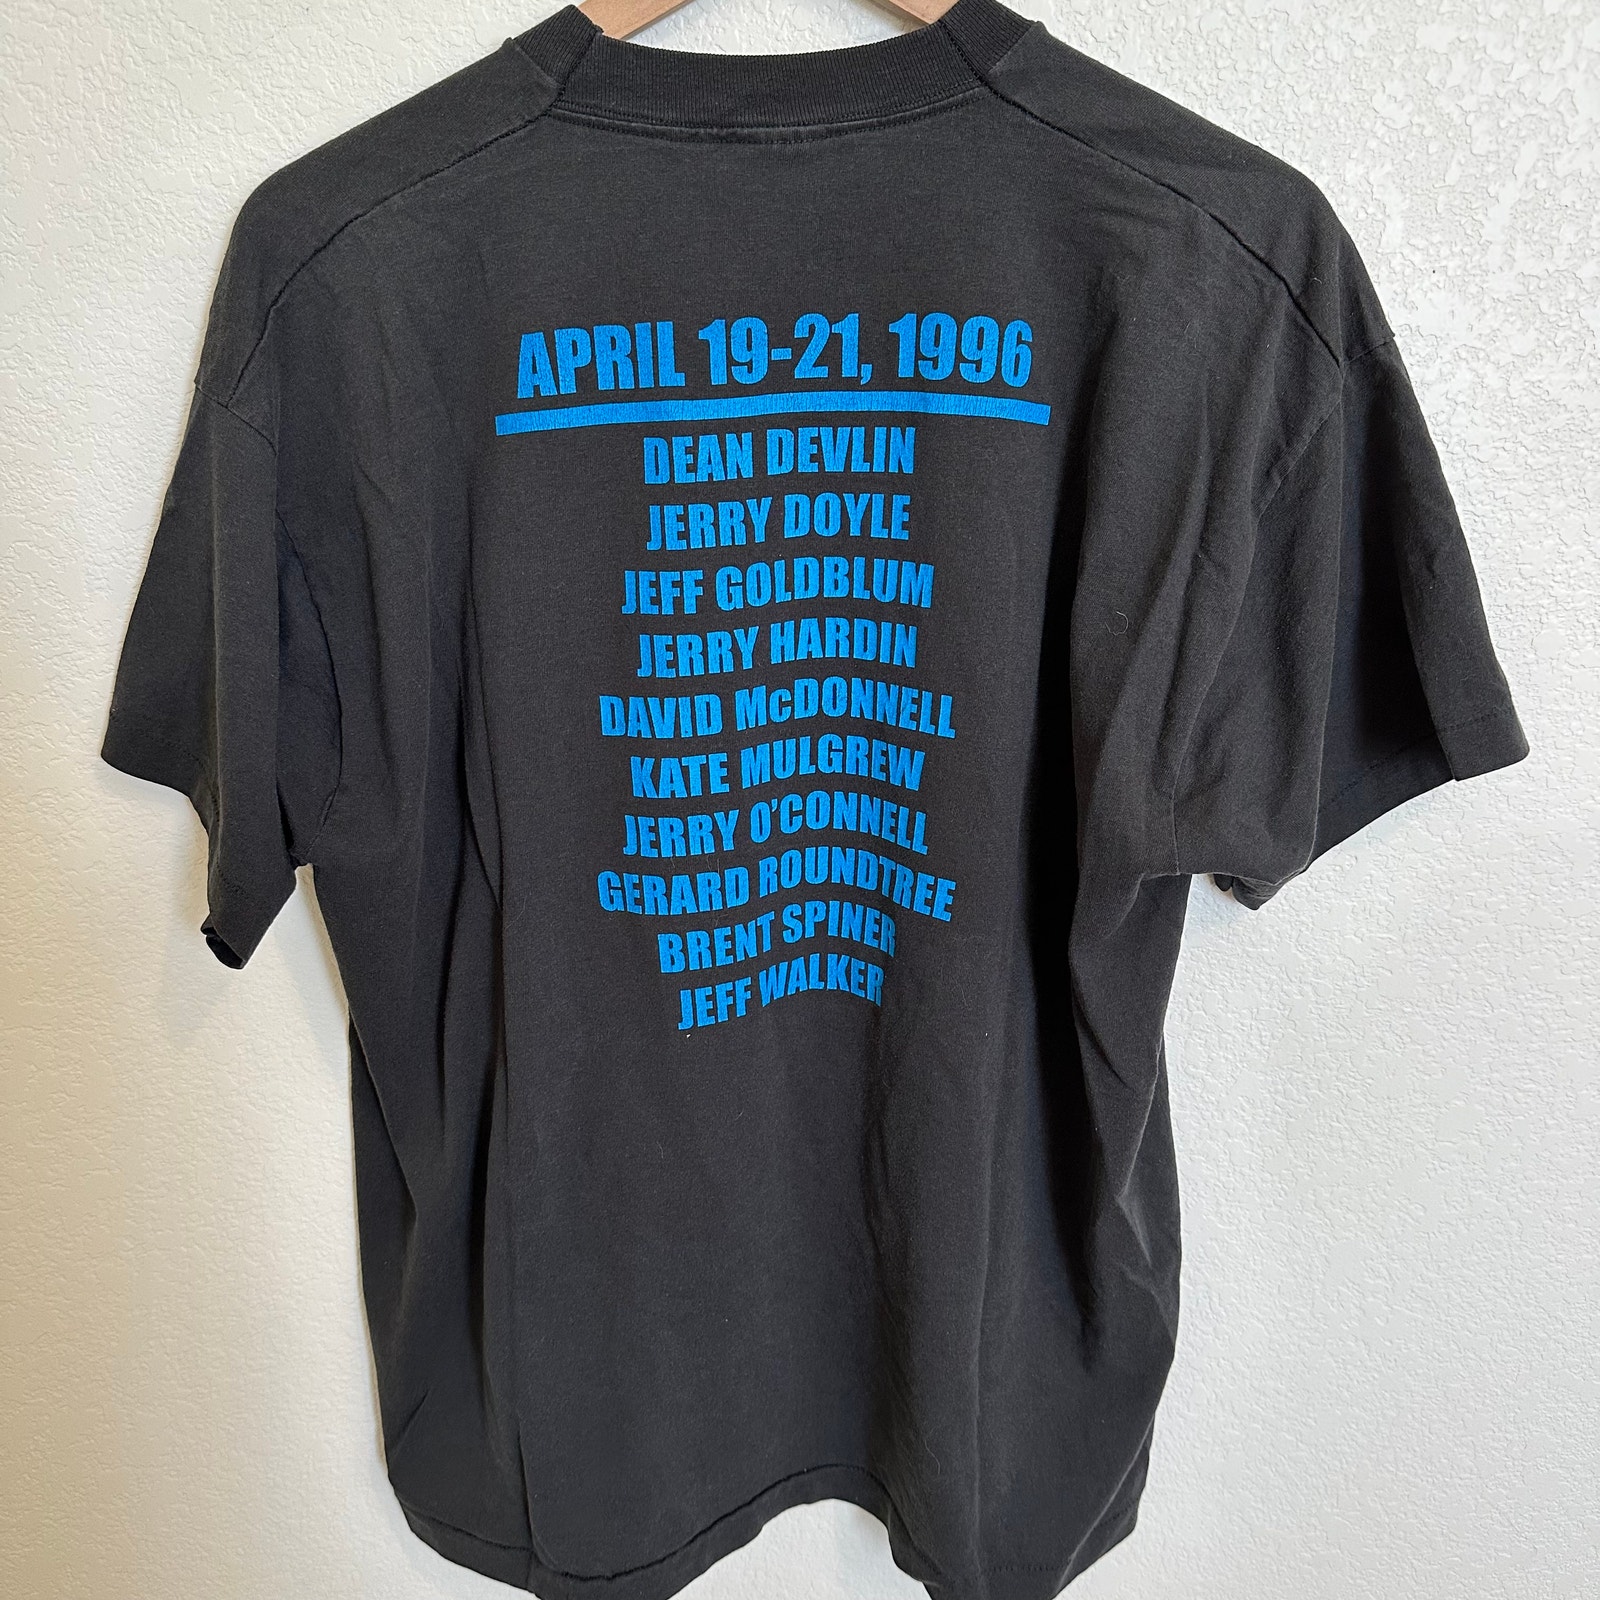 APRIL 19-21, 1996
DEAN DEVLIN
JERRY DOYLE
JEFF GOLDBLUM
JERRY HARDIN
DAVID McDONNELL
KATE MULGREW
JERRY O'CONNELL
GERARD ROUNDTREE
BRENT SPINER
JEFF WALKER